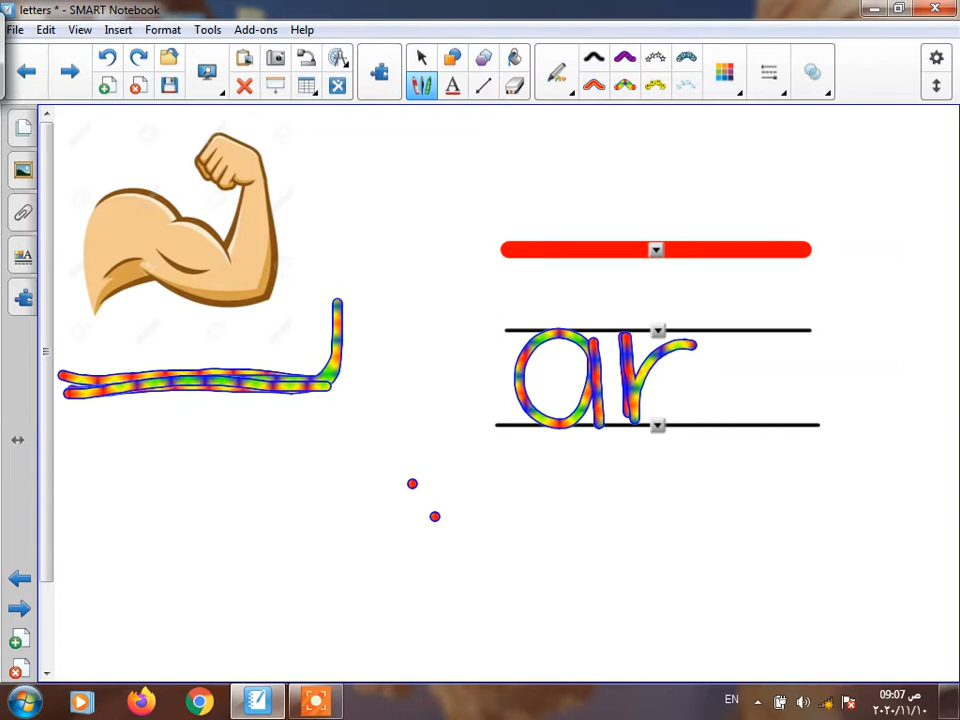 letters * - SMART Notebook
File Edit View Insert Format Tools Add-ons Help
ar
EN
09:07 ص
٢٠٢٠/١١/١٠